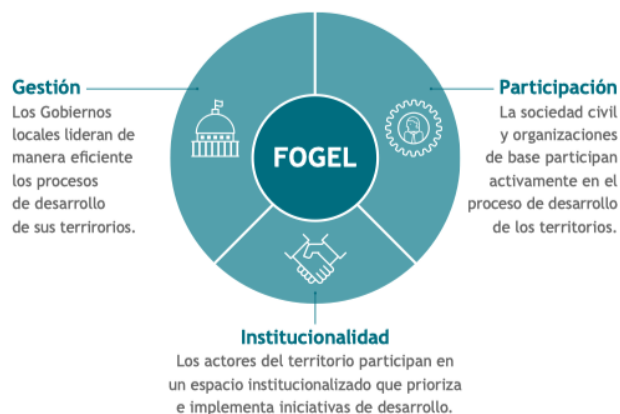 Gestión
Los Gobiernos
locales lideran de
manera eficiente
los procesos
de desarrollo
de sus terrirorios.
FOGEL
Participación
La sociedad civil
y organizaciones
de base participan
activamente en el
proceso de desarrollo
de los territorios.
Institucionalidad
Los actores del territorio participan en
un espacio institucionalizado que prioriza
e implementa iniciativas de desarrollo.